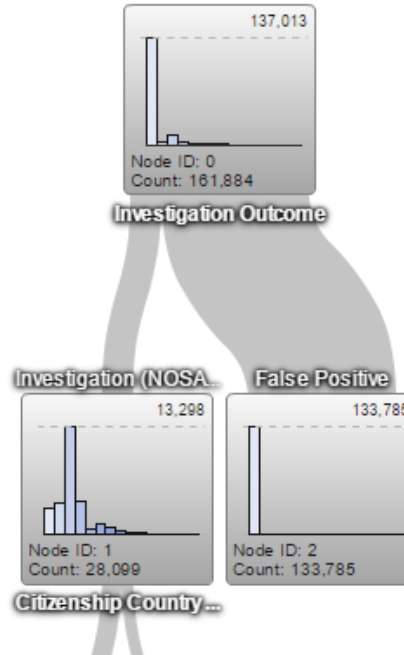 137,013
Node ID: 0
Count: 161,884
Investigation Outcome
Investigation (NOSA...
False Positive
13,298
133,785
Node ID: 1
Count: 28,099
Node ID: 2
Count: 133,785
Citizenship Country ...